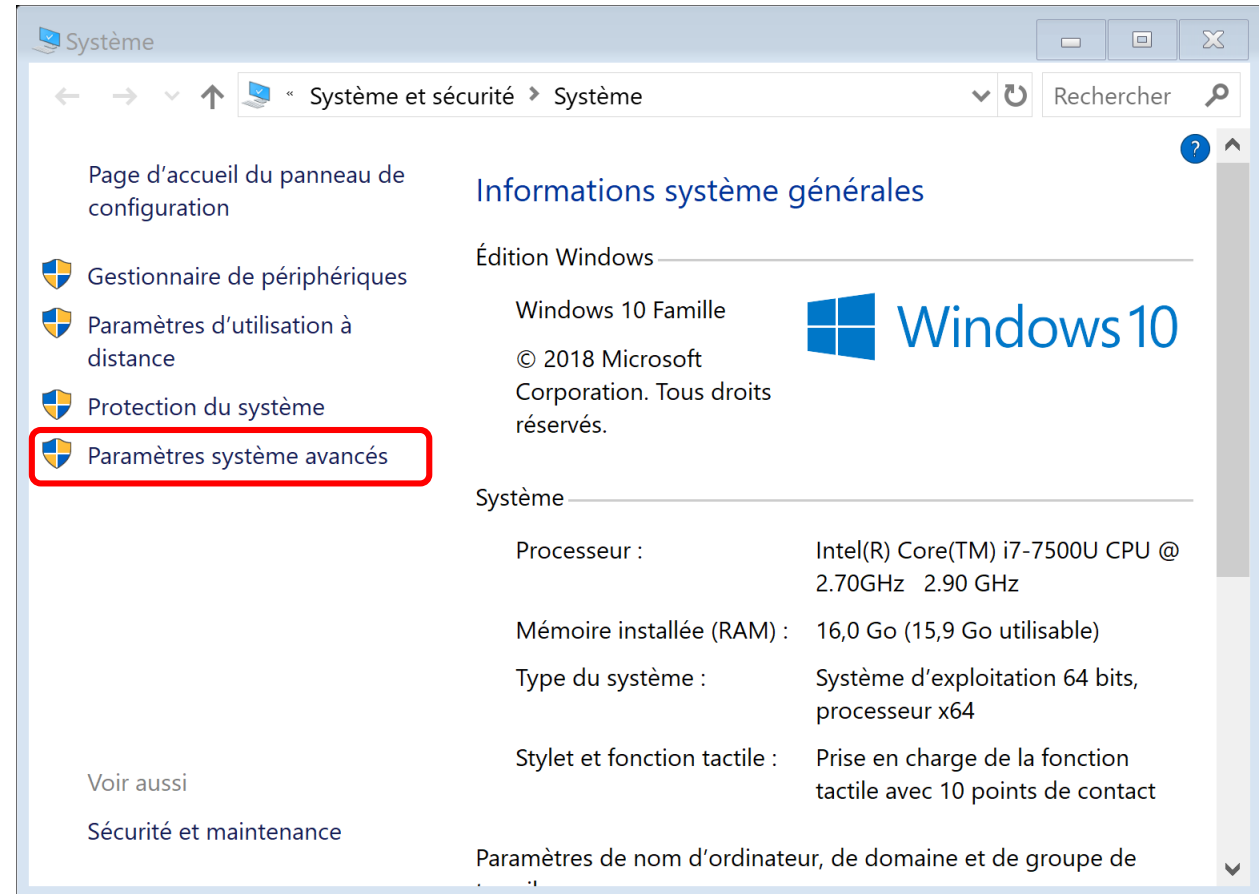 Système
« Système et sécurité > Système
Rechercher
?
Page d’accueil du panneau de
configuration
Gestionnaire de périphériques
Paramètres d’utilisation à
distance
Protection du système
Paramètres système avancés
Voir aussi
Sécurité et maintenance
Informations système générales
Édition Windows
Windows 10 Famille
© 2018 Microsoft
Corporation. Tous droits
réservés.
Windows 10
Système
Processeur :
Intel(R) Core(TM) i7-7500U CPU @
2.70GHz 2.90 GHz
Mémoire installée (RAM) :
16,0 Go (15,9 Go utilisable)
Type du système :
Système d’exploitation 64 bits,
processeur x64
Stylet et fonction tactile :
Prise en charge de la fonction
tactile avec 10 points de contact
Paramètres de nom d’ordinateur, de domaine et de groupe de